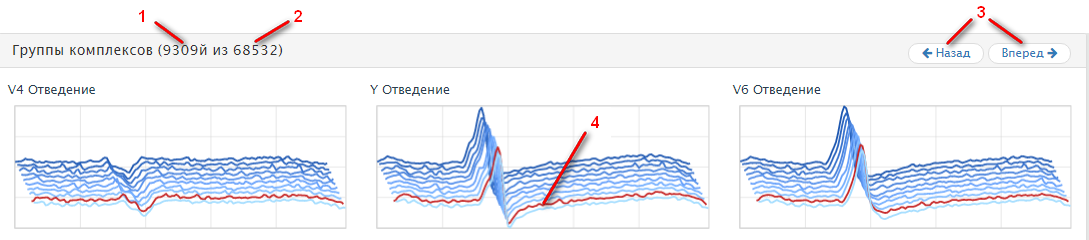 1 2 3
Группы комплексов (9309й из 68532) Назад Вперед
V4 Отведение Y Отведение V6 Отведение
4